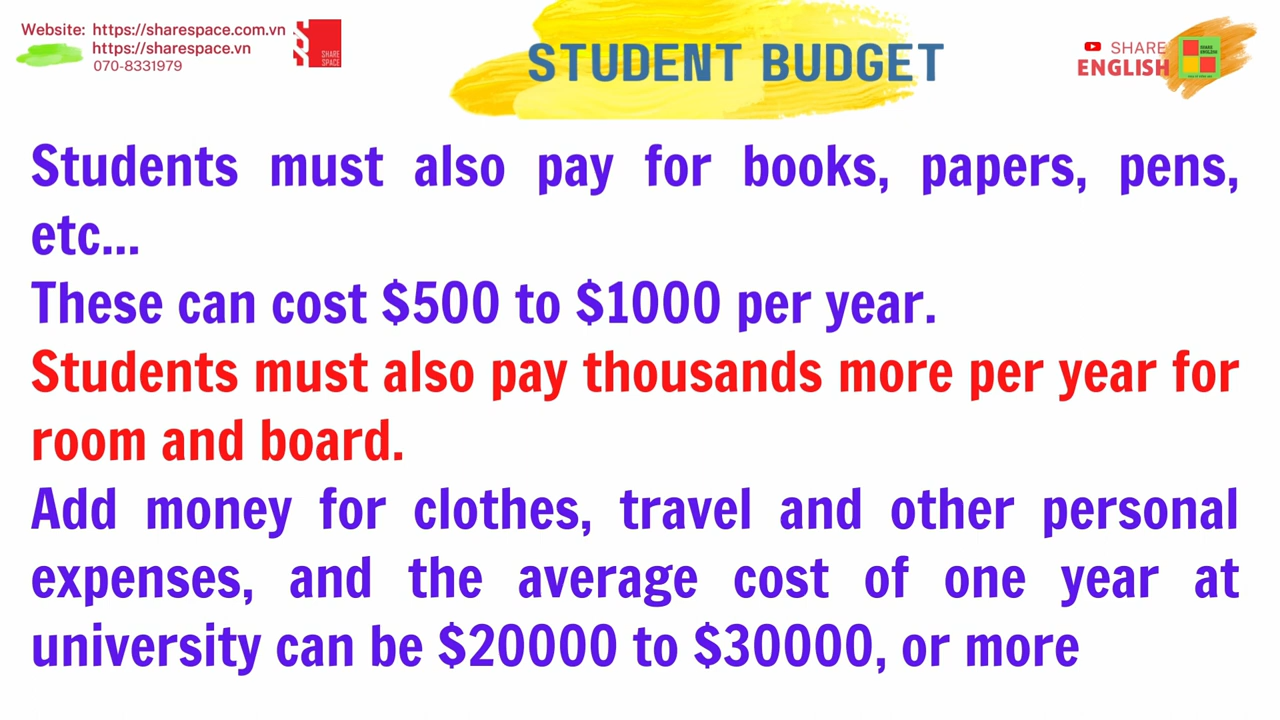 Website: https://sharespace.com.vn
https://sharespace.vn
070-8331979
SHARE
SPACE
STUDENT BUDGET
SHARE
ENGLISH
Students must also pay for books, papers, pens,
etc...
These can cost $500 to $1000 per year.
Students must also pay thousands more per year for
room and board.
Add money for clothes, travel and other personal
expenses, and the average cost of one year at
university can be $20000 to $30000, or more